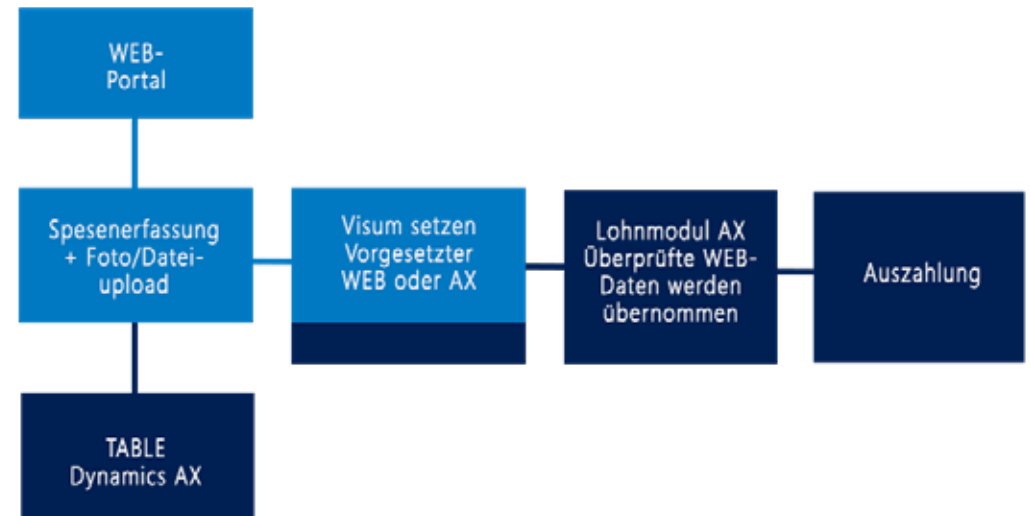 WEB-
Portal
Spesenerfassung
+ Foto/Datei-
upload
Visum setzen
Vorgesetzter
WEB oder AX
Lohnmodul AX
Überprüfte WEB-
Daten werden
übernommen
Auszahlung
TABLE
Dynamics AX